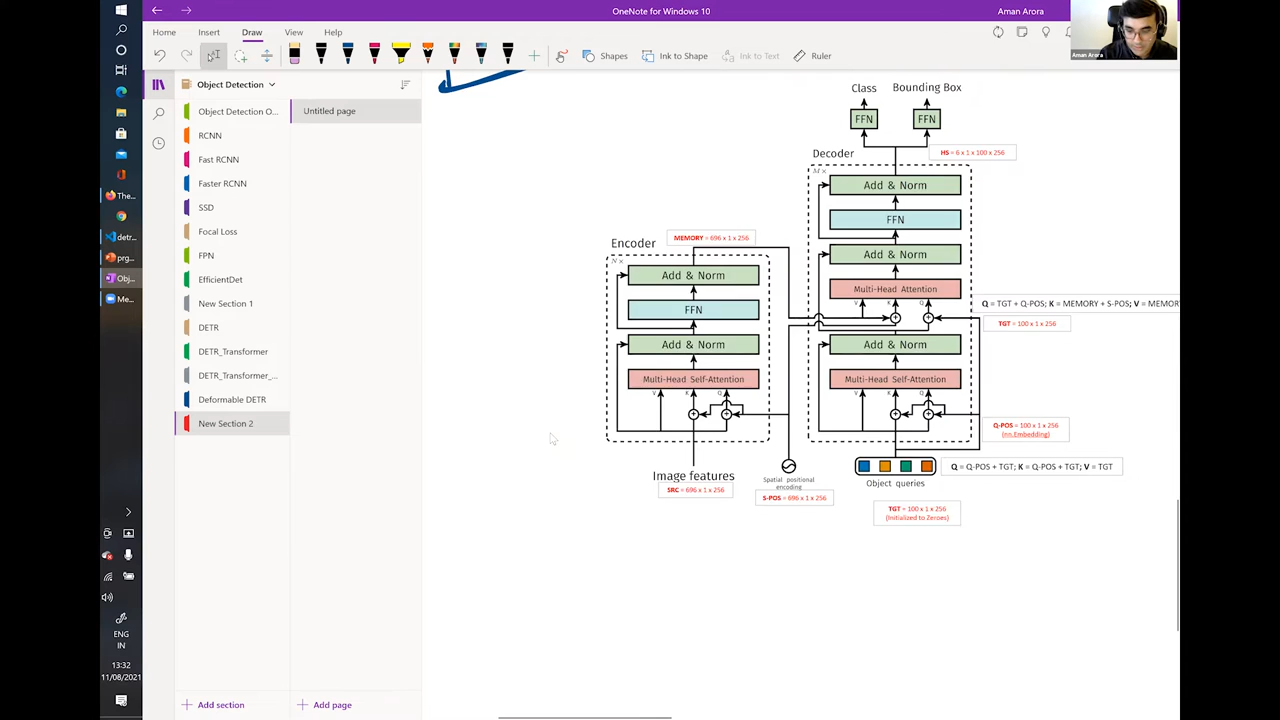 OneNote for Windows 10
Aman Arora
Aman Arora
Home
Insert
Draw
View
Help
Shapes
Ink to Shape
Ink to Text
Ruler
Object Detection
Untitled page
Object Detection O...
RCNN
Fast RCNN
Faster RCNN
SSD
Focal Loss
FPN
EfficientDet
New Section 1
DETR
DETR_Transformer
DETR_Transformer_...
Deformable DETR
New Section 2
Add section
Add page
The...
detr...
prg...
Obj...
Me...
ENG
IN
13:32
11/08/2021
Class
Bounding Box
FFN
FFN
HS = 6 x 1 x 100 x 256
Decoder
M×
Add & Norm
FFN
Add & Norm
Multi-Head Attention
V
K
Q
Q = TGT + Q-POS; K = MEMORY + S-POS; V = MEMOR
TGT = 100 x 1 x 256
Add & Norm
Multi-Head Self-Attention
V
K
Q
Q-POS = 100 x 1 x 256
(nn.Embedding)
Q = Q-POS + TGT; K = Q-POS + TGT; V = TGT
Object queries
TGT = 100 x 1 x 256
(Initialized to Zeroes)
MEMORY = 696 x 1 x 256
Encoder
N×
Add & Norm
FFN
Add & Norm
Multi-Head Self-Attention
V
K
Q
Image features
SRC = 696 x 1 x 256
Spatial positional
encoding
S-POS = 696 x 1 x 256